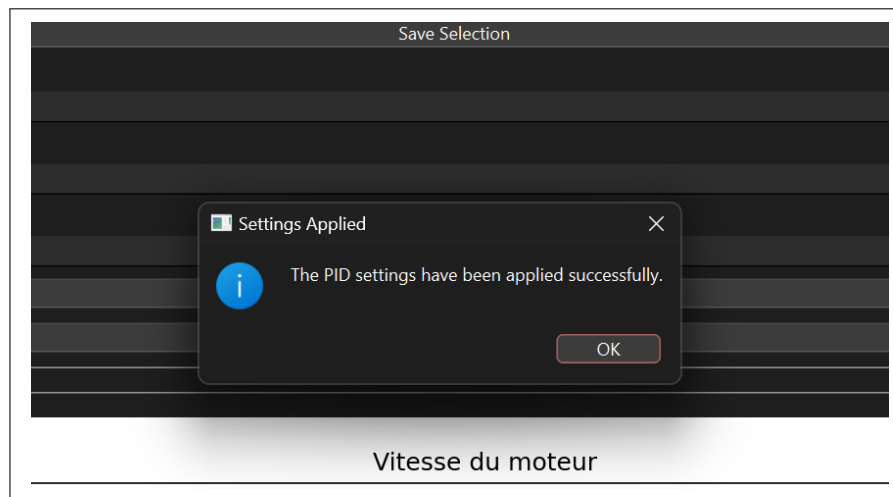 Save Selection
Settings Applied
The PID settings have been applied successfully.
OK
Vitesse du moteur